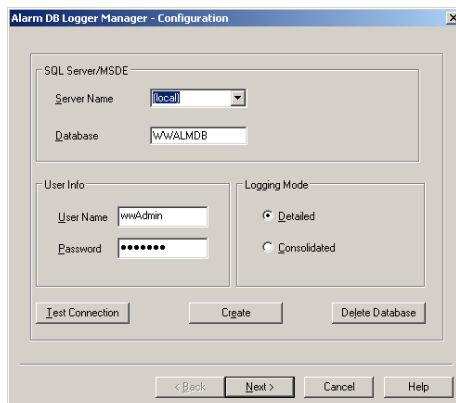 Alarm DB Logger Manager - Configuration
SQL Server/MSDE
Server Name
(local)
Database
WWALMDB
User Info
User Name
wwAdmin
Password
●●●●●●●
Logging Mode
Detailed
Consolidated
Test Connection
Create
Delete Database
< Back
Next >
Cancel
Help